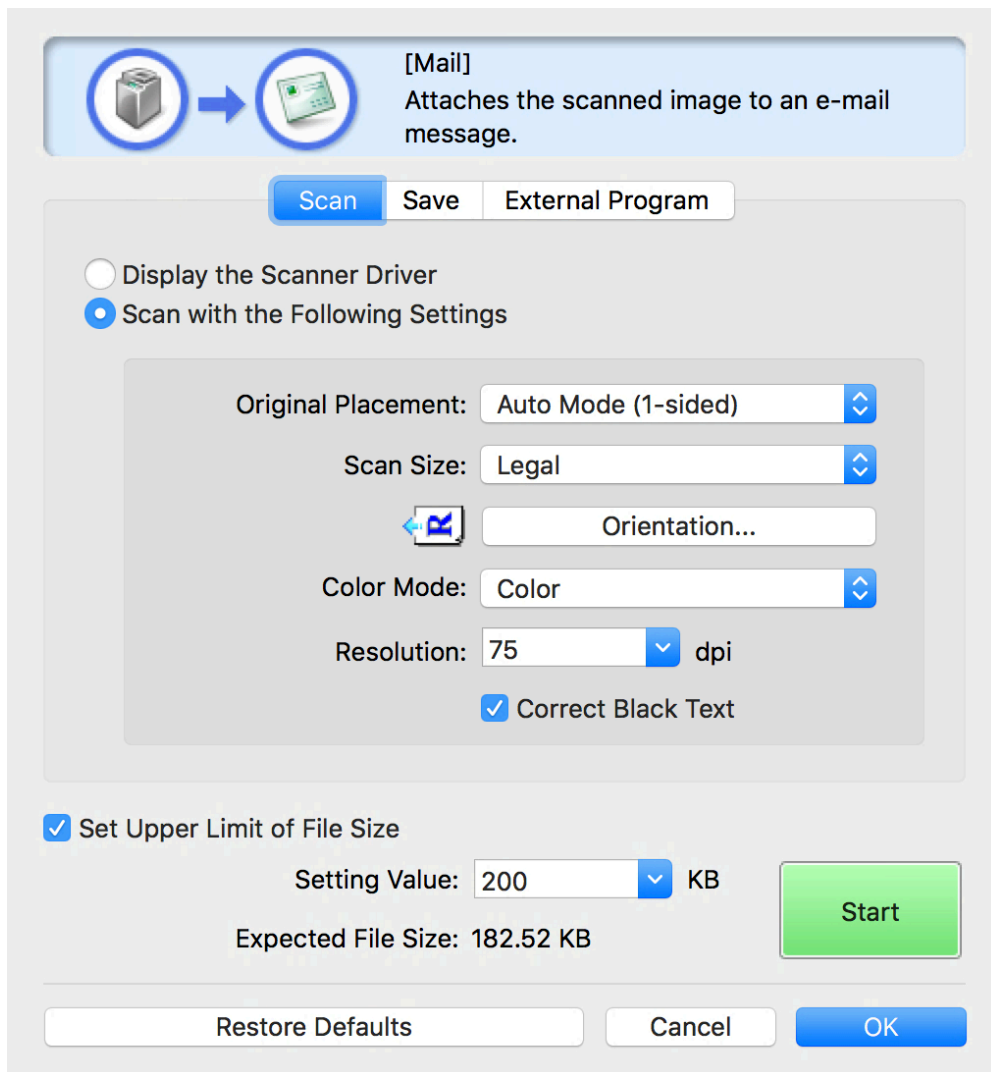 [Mail]
Attaches the scanned image to an e-mail
message.
Scan Save External Program
Display the Scanner Driver
Scan with the Following Settings
Original Placement: Auto Mode (1-sided)
Scan Size: Legal
R Orientation...
Color Mode: Color
Resolution: 75 dpi
Correct Black Text
Set Upper Limit of File Size
Setting Value: 200 KB
Expected File Size: 182.52 KB
Start
Restore Defaults Cancel OK